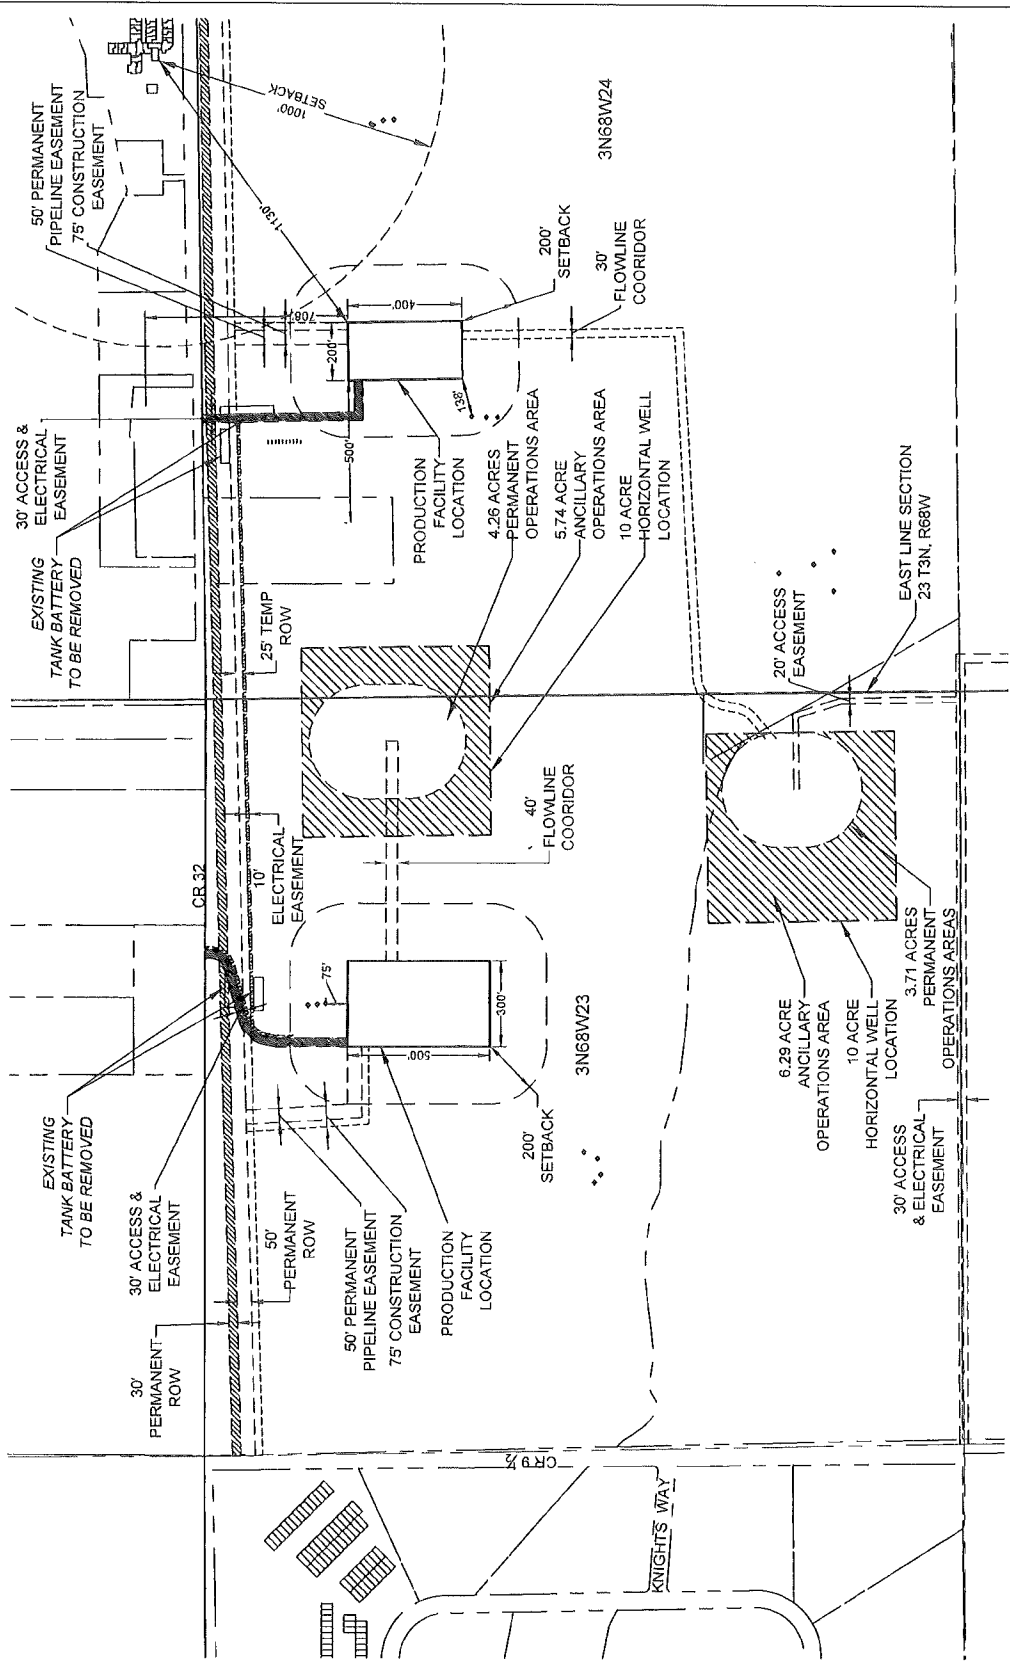 50' PERMANENT
PIPELINE EASEMENT
75' CONSTRUCTION
EASEMENT
1000'
SETBACK
3N68W24
1130'
30' ACCESS &
ELECTRICAL
EASEMENT
EXISTING
TANK BATTERY
TO BE REMOVED
708'
200'
400'
500'
138'
200'
SETBACK
30'
FLOWLINE
COORIDOR
PRODUCTION
FACILITY
LOCATION
4.26 ACRES
PERMANENT
OPERATIONS AREA
5.74 ACRE
ANCILLARY
OPERATIONS AREA
10 ACRE
HORIZONTAL WELL
LOCATION
25' TEMP
ROW
20' ACCESS
EASEMENT
EAST LINE SECTION
23 T3N, R68W
CR 32
10'
ELECTRICAL
EASEMENT
40'
FLOWLINE
COORIDOR
EXISTING
TANK BATTERY
TO BE REMOVED
30' ACCESS &
ELECTRICAL
EASEMENT
75'
300'
500'
3N68W23
200'
SETBACK
30'
PERMANENT
ROW
50'
PERMANENT
ROW
50' PERMANENT
PIPELINE EASEMENT
75' CONSTRUCTION
EASEMENT
PRODUCTION
FACILITY
LOCATION
6.29 ACRE
ANCILLARY
OPERATIONS AREA
10 ACRE
HORIZONTAL WELL
LOCATION
3.71 ACRES
PERMANENT
OPERATIONS AREAS
30' ACCESS
& ELECTRICAL
EASEMENT
CR 9 ½
KNIGHTS WAY